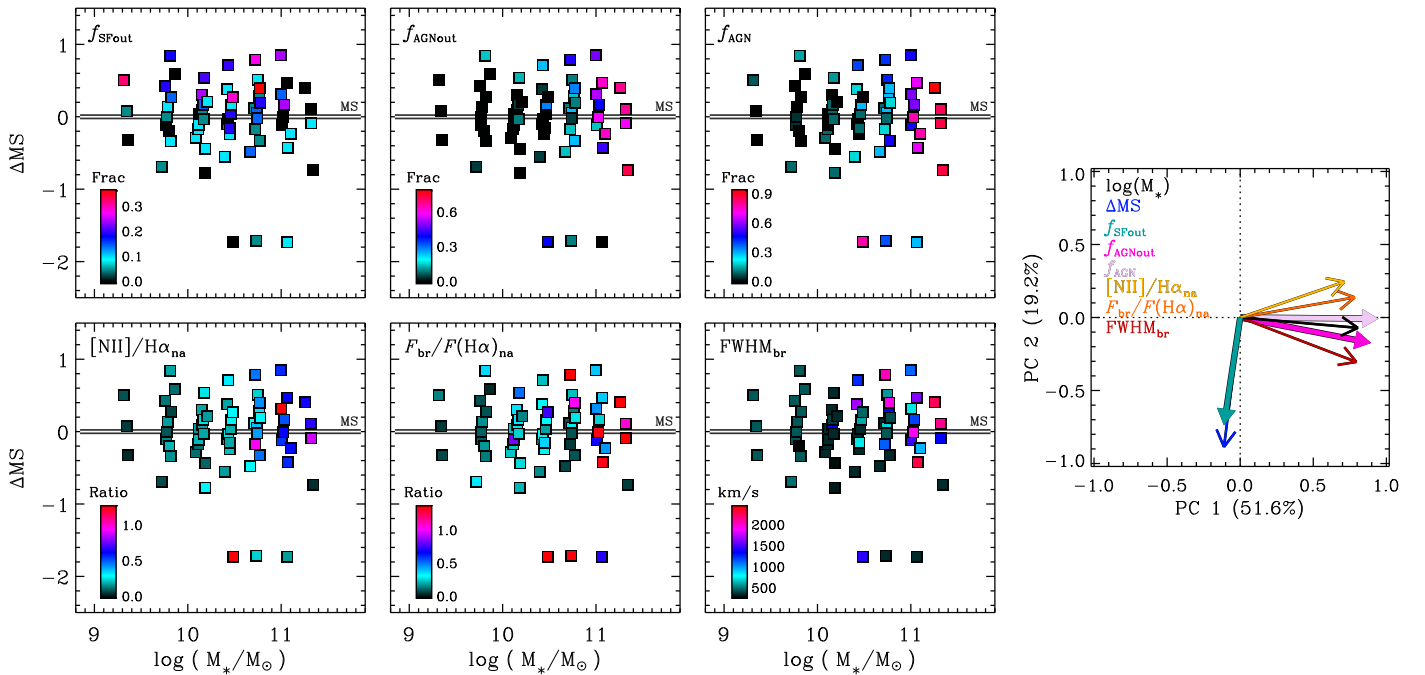 f_SFout
f_AGNout
f_AGN
MS
MS
MS
ΔMS
1
0
−1
−2
Frac
0.3
0.2
0.1
0.0
Frac
0.6
0.3
0.0
Frac
0.9
0.6
0.3
0.0
[NII]/Hα_na
F_br/F(Hα)_na
FWHM_br
MS
MS
MS
ΔMS
1
0
−1
−2
Ratio
1.0
0.5
0.0
Ratio
1.0
0.5
0.0
km/s
2000
1500
1000
500
9 10 11
9 10 11
9 10 11
log ( M_*/M_⊙ )
log ( M_*/M_⊙ )
log ( M_*/M_⊙ )
log(M_*)
ΔMS
f_SFout
f_AGNout
f_AGN
[NII]/Hα_na
F_br/F(Hα)_na
FWHM_br
PC 2 (19.2%)
1.0
0.5
0.0
−0.5
−1.0
−1.0 −0.5 0.0 0.5 1.0
PC 1 (51.6%)